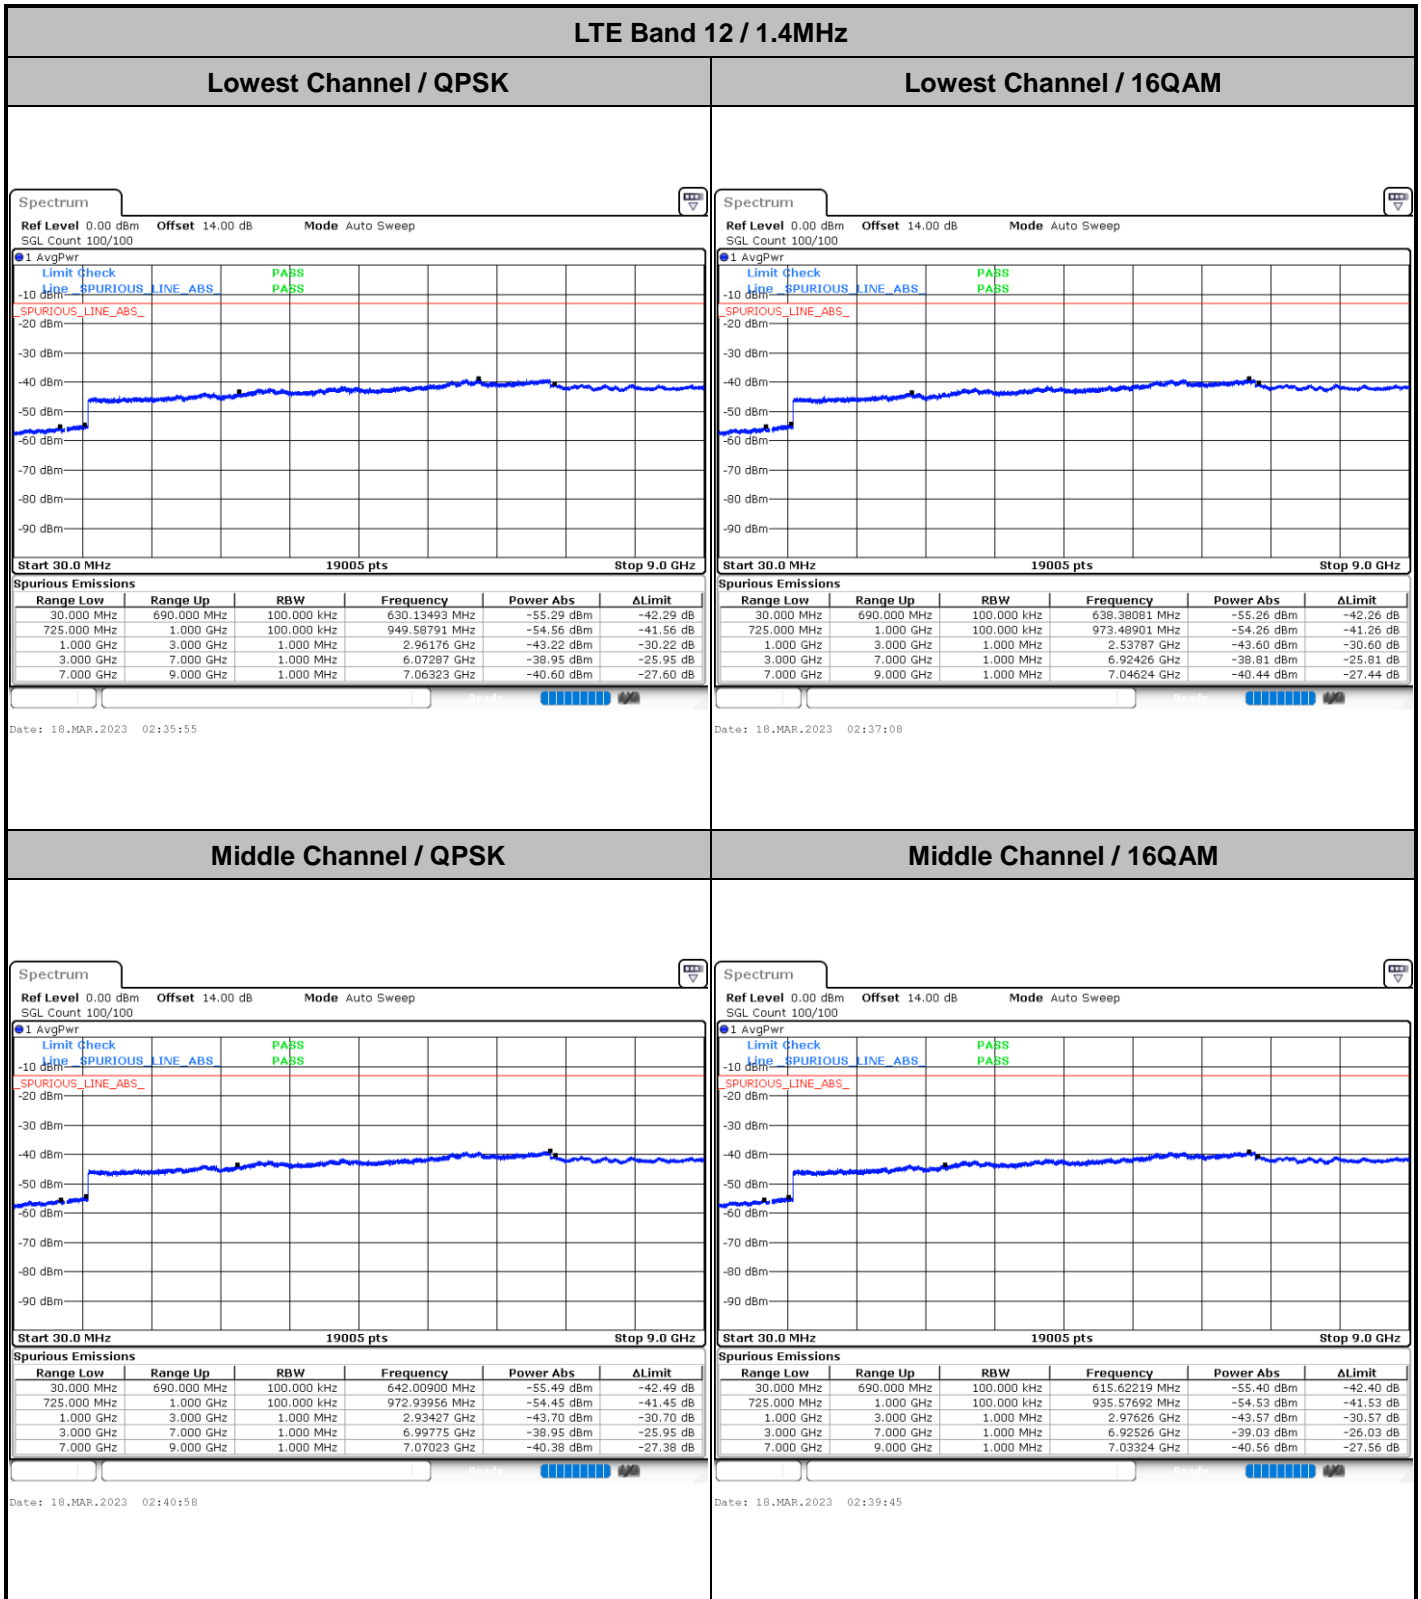 LTE Band 12 / 1.4MHz
Lowest Channel / QPSK
Lowest Channel / 16QAM
Spectrum
Ref Level 0.00 dBm Offset 14.00 dB Mode Auto Sweep
SGL Count 100/100
1 AvgPwr
Limit Check PASS
Line _SPURIOUS_LINE_ABS_ PASS
-10 dBm
_SPURIOUS_LINE_ABS_
-20 dBm
-30 dBm
-40 dBm
-50 dBm
-60 dBm
-70 dBm
-80 dBm
-90 dBm
Start 30.0 MHz 19005 pts Stop 9.0 GHz
Spurious Emissions
Range Low Range Up RBW Frequency Power Abs ΔLimit
30.000 MHz 690.000 MHz 100.000 kHz 630.13493 MHz -55.29 dBm -42.29 dB
725.000 MHz 1.000 GHz 100.000 kHz 949.58791 MHz -54.56 dBm -41.56 dB
1.000 GHz 3.000 GHz 1.000 MHz 2.96176 GHz -43.22 dBm -30.22 dB
3.000 GHz 7.000 GHz 1.000 MHz 6.07287 GHz -38.95 dBm -25.95 dB
7.000 GHz 9.000 GHz 1.000 MHz 7.06323 GHz -40.60 dBm -27.60 dB
Ready
Date: 18.MAR.2023 02:35:55
Spectrum
Ref Level 0.00 dBm Offset 14.00 dB Mode Auto Sweep
SGL Count 100/100
1 AvgPwr
Limit Check PASS
Line _SPURIOUS_LINE_ABS_ PASS
-10 dBm
_SPURIOUS_LINE_ABS_
-20 dBm
-30 dBm
-40 dBm
-50 dBm
-60 dBm
-70 dBm
-80 dBm
-90 dBm
Start 30.0 MHz 19005 pts Stop 9.0 GHz
Spurious Emissions
Range Low Range Up RBW Frequency Power Abs ΔLimit
30.000 MHz 690.000 MHz 100.000 kHz 638.38081 MHz -55.26 dBm -42.26 dB
725.000 MHz 1.000 GHz 100.000 kHz 973.48901 MHz -54.26 dBm -41.26 dB
1.000 GHz 3.000 GHz 1.000 MHz 2.53787 GHz -43.60 dBm -30.60 dB
3.000 GHz 7.000 GHz 1.000 MHz 6.92426 GHz -38.81 dBm -25.81 dB
7.000 GHz 9.000 GHz 1.000 MHz 7.04624 GHz -40.44 dBm -27.44 dB
Ready
Date: 18.MAR.2023 02:37:08
Middle Channel / QPSK
Middle Channel / 16QAM
Spectrum
Ref Level 0.00 dBm Offset 14.00 dB Mode Auto Sweep
SGL Count 100/100
1 AvgPwr
Limit Check PASS
Line _SPURIOUS_LINE_ABS_ PASS
-10 dBm
_SPURIOUS_LINE_ABS_
-20 dBm
-30 dBm
-40 dBm
-50 dBm
-60 dBm
-70 dBm
-80 dBm
-90 dBm
Start 30.0 MHz 19005 pts Stop 9.0 GHz
Spurious Emissions
Range Low Range Up RBW Frequency Power Abs ΔLimit
30.000 MHz 690.000 MHz 100.000 kHz 642.00900 MHz -55.49 dBm -42.49 dB
725.000 MHz 1.000 GHz 100.000 kHz 972.93956 MHz -54.45 dBm -41.45 dB
1.000 GHz 3.000 GHz 1.000 MHz 2.93427 GHz -43.70 dBm -30.70 dB
3.000 GHz 7.000 GHz 1.000 MHz 6.99775 GHz -38.95 dBm -25.95 dB
7.000 GHz 9.000 GHz 1.000 MHz 7.07023 GHz -40.38 dBm -27.38 dB
Ready
Date: 18.MAR.2023 02:40:58
Spectrum
Ref Level 0.00 dBm Offset 14.00 dB Mode Auto Sweep
SGL Count 100/100
1 AvgPwr
Limit Check PASS
Line _SPURIOUS_LINE_ABS_ PASS
-10 dBm
_SPURIOUS_LINE_ABS_
-20 dBm
-30 dBm
-40 dBm
-50 dBm
-60 dBm
-70 dBm
-80 dBm
-90 dBm
Start 30.0 MHz 19005 pts Stop 9.0 GHz
Spurious Emissions
Range Low Range Up RBW Frequency Power Abs ΔLimit
30.000 MHz 690.000 MHz 100.000 kHz 615.62219 MHz -55.40 dBm -42.40 dB
725.000 MHz 1.000 GHz 100.000 kHz 935.57692 MHz -54.53 dBm -41.53 dB
1.000 GHz 3.000 GHz 1.000 MHz 2.97626 GHz -43.57 dBm -30.57 dB
3.000 GHz 7.000 GHz 1.000 MHz 6.92526 GHz -39.03 dBm -26.03 dB
7.000 GHz 9.000 GHz 1.000 MHz 7.03324 GHz -40.56 dBm -27.56 dB
Ready
Date: 18.MAR.2023 02:39:45